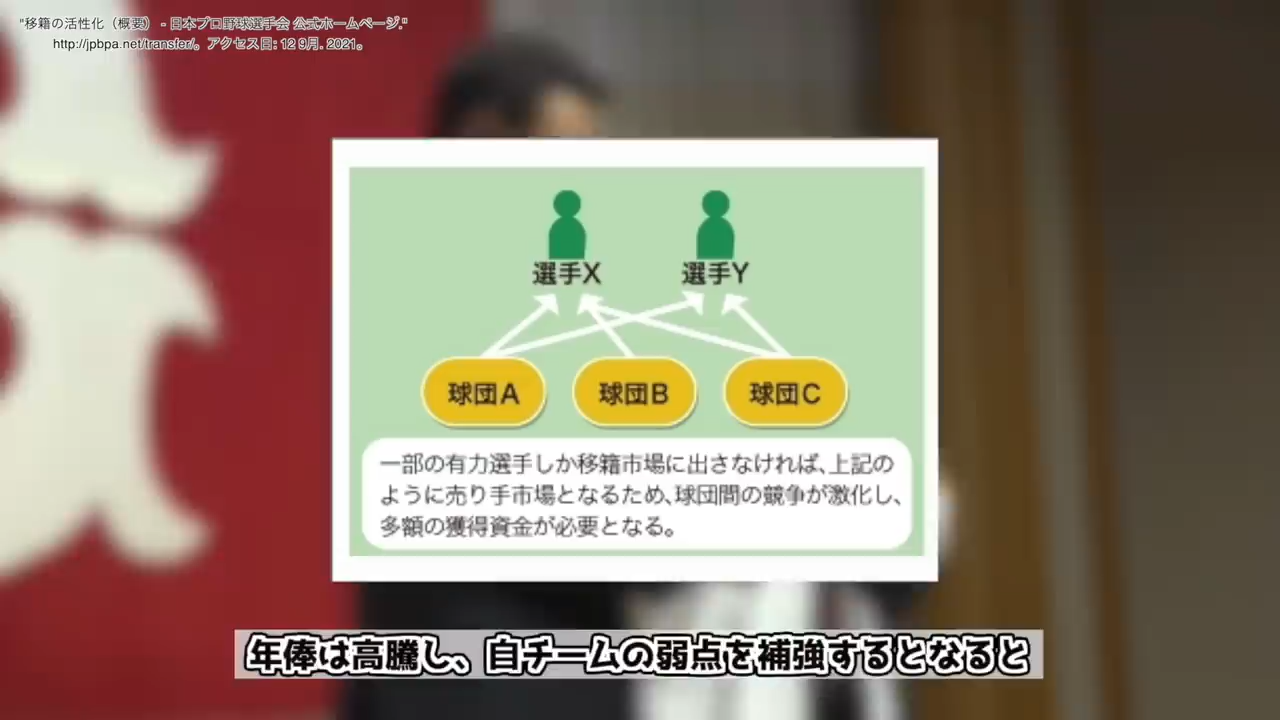 "移籍の活性化（概要） - 日本プロ野球選手会 公式ホームページ."
http://jpbpa.net/transfer/。アクセス日: 12 9月. 2021。
選手X
選手Y
球団A
球団B
球団C
一部の有力選手しか移籍市場に出さなければ、上記の
ように売り手市場となるため、球団間の競争が激化し、
多額の獲得資金が必要となる。
年俸は高騰し、自チームの弱点を補強するとなると